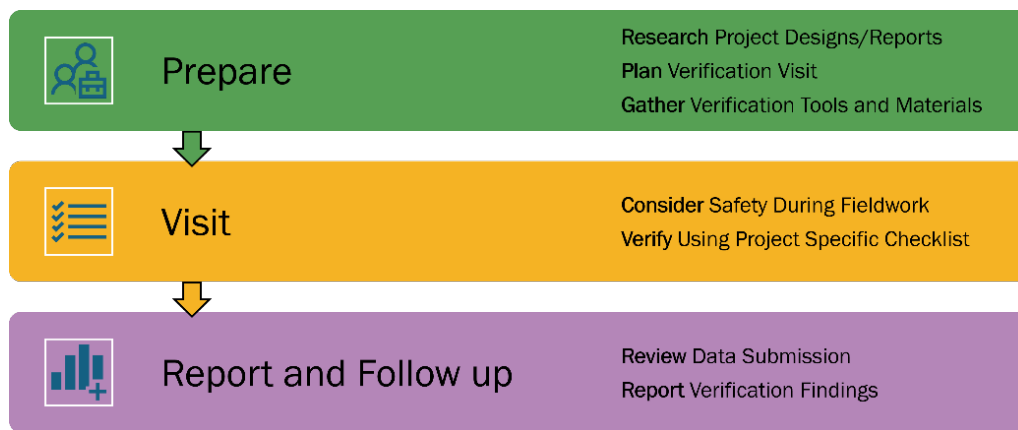 Prepare
Research Project Designs/Reports
Plan Verification Visit
Gather Verification Tools and Materials
Visit
Consider Safety During Fieldwork
Verify Using Project Specific Checklist
Report and Follow up
Review Data Submission
Report Verification Findings